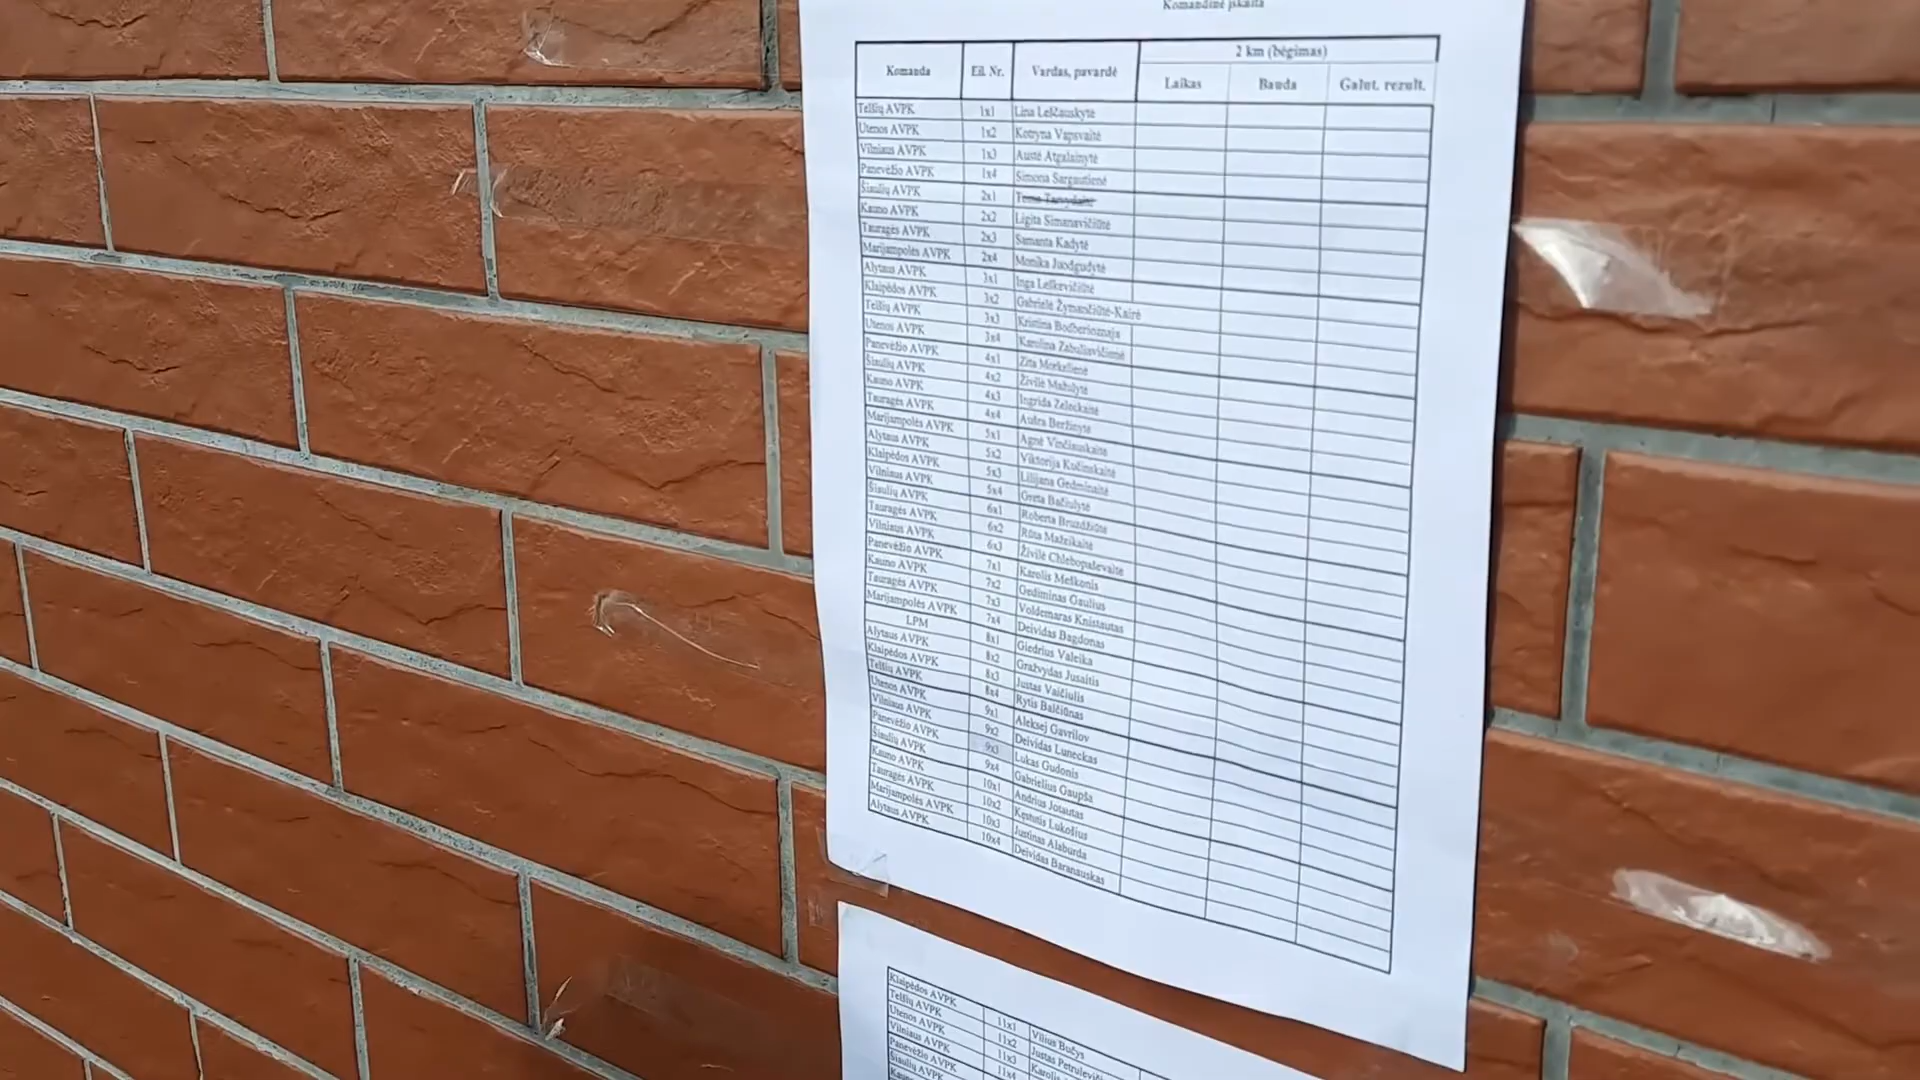 Komandinė įskaita
Komanda Eil. Nr. Vardas, pavardė 2 km (bėgimas)
Laikas Bauda Galut. rezult.
Telšių AVPK 1x1 Lina Leščauskytė
Utenos AVPK 1x2 Kotryna Vapsvaitė
Vilniaus AVPK 1x3 Austė Atgalainytė
Panevėžio AVPK 1x4 Simona Sargautienė
Šiaulių AVPK 2x1
Kauno AVPK 2x2 Ligita Simanavičiūtė
Tauragės AVPK 2x3 Samanta Kadytė
Marijampolės AVPK 2x4 Monika Juodgudytė
Alytaus AVPK 3x1 Inga Leškevičiūtė
Klaipėdos AVPK 3x2 Gabrielė Žymančiūtė-Kairė
Telšių AVPK 3x3 Kristina
Utenos AVPK 3x4 Karolina
Panevėžio AVPK 4x1 Zita Morkelienė
Šiaulių AVPK 4x2 Živilė Mažulytė
Kauno AVPK 4x3 Ingrida Želockaitė
Tauragės AVPK 4x4 Aušra Beržinytė
Marijampolės AVPK 5x1 Agnė Vinčiauskaitė
Alytaus AVPK 5x2 Viktorija Kučinskaitė
Klaipėdos AVPK 5x3 Lilijana Gedminaitė
Vilniaus AVPK 5x4 Greta Bačiulytė
Šiaulių AVPK 6x1 Roberta Bruzdžiūtė
Tauragės AVPK 6x2 Rūta Mažeikaitė
Vilniaus AVPK 6x3 Živilė Chlebopaševaitė
Panevėžio AVPK 7x1 Karolis Meškonis
Kauno AVPK 7x2 Gediminas Gaulius
Tauragės AVPK 7x3 Voldemaras Knistautas
Marijampolės AVPK 7x4 Deividas Bagdonas
LPM 8x1 Giedrius Valeika
Alytaus AVPK 8x2 Gražvydas Jusaitis
Klaipėdos AVPK 8x3 Justas Vaičiulis
Telšių AVPK 8x4 Rytis Balčiūnas
Utenos AVPK 9x1 Aleksej Gavrilov
Vilniaus AVPK 9x2 Deividas Luneckas
Panevėžio AVPK 9x3 Lukas Gudonis
Šiaulių AVPK 9x4 Gabrielius Gaupša
Kauno AVPK 10x1 Andrius Jotautas
Tauragės AVPK 10x2 Kęstutis Lukošius
Marijampolės AVPK 10x3 Justinas Alaburda
Alytaus AVPK 10x4 Deividas Baranauskas
Klaipėdos AVPK 11x1 Vilius Bučys
Telšių AVPK 11x2 Justas
Utenos AVPK 11x3
Vilniaus AVPK 11x4
Panevėžio AVPK
Šiaulių AVPK